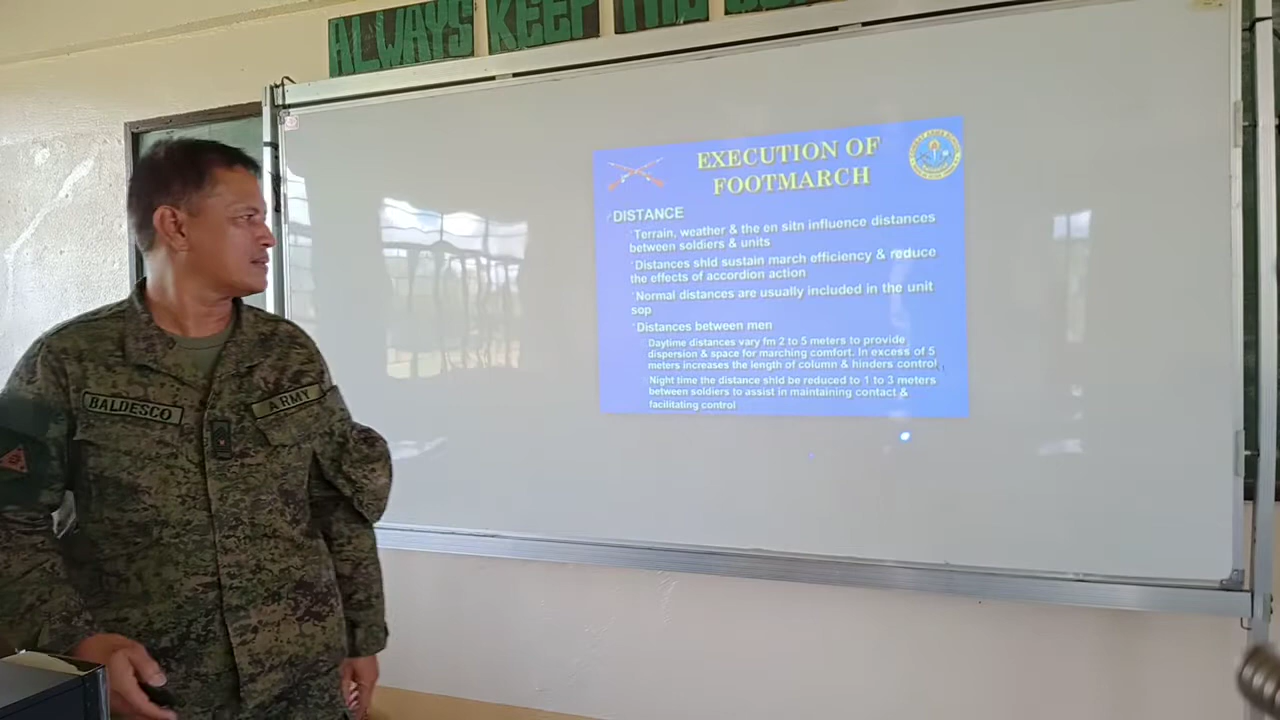 ALWAYS KEEP THE
EXECUTION OF
FOOTMARCH
DISTANCE
Terrain, weather & the en sitn influence distances
between soldiers & units
Distances shld sustain march efficiency & reduce
the effects of accordion action
Normal distances are usually included in the unit
sop
Distances between men
Daytime distances vary fm 2 to 5 meters to provide
dispersion & space for marching comfort. In excess of 5
meters increases the length of column & hinders control
Night time the distance shld be reduced to 1 to 3 meters
between soldiers to assist in maintaining contact &
facilitating control
BALDESCO
ARMY